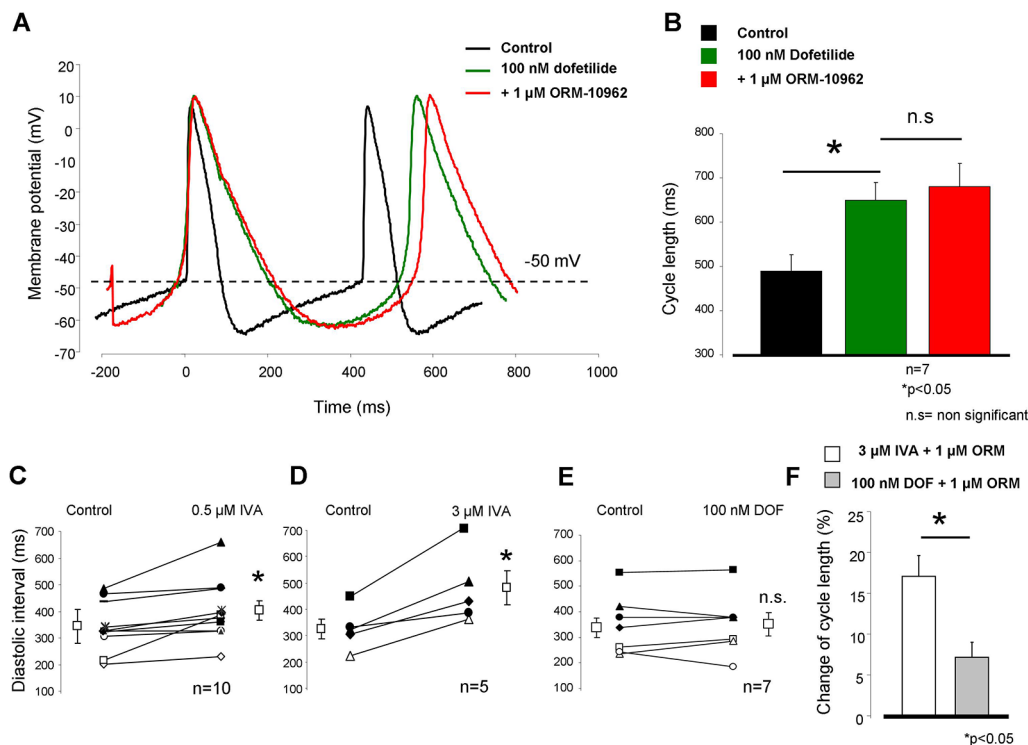 A
Control
100 nM dofetilide
+ 1 µM ORM-10962
Membrane potential (mV)
20
10
0
-10
-20
-30
-40
-50
-60
-70
-50 mV
-200
0
200
400
600
800
1000
Time (ms)
B
Control
100 nM Dofetilide
+ 1 µM ORM-10962
n.s
*
Cycle length (ms)
800
700
600
500
400
300
n=7
*p<0.05
n.s= non significant
C
Control
0.5 µM IVA
Diastolic interval (ms)
700
600
500
400
300
200
100
*
n=10
D
Control
3 µM IVA
700
600
500
400
300
200
100
*
n=5
E
Control
100 nM DOF
700
600
500
400
300
200
100
n.s.
n=7
3 µM IVA + 1 µM ORM
F
100 nM DOF + 1 µM ORM
*
Change of cycle length (%)
25
20
15
10
5
0
*p<0.05